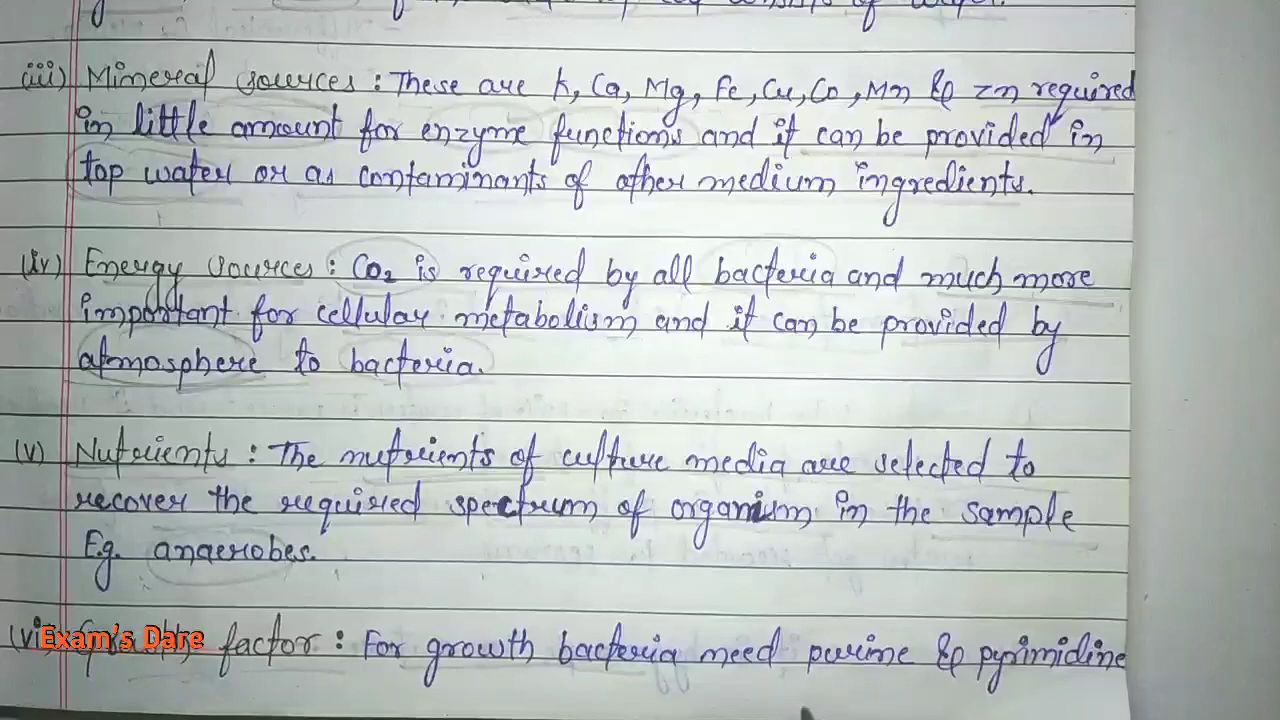 (iii) Mineral sources : These are K, Ca, Mg, Fe, Cu, Co, Mn & Zn required
in little amount for enzyme functions and it can be provided in
top water or as contaminants of other medium ingredients.
(iv) Energy sources : CO2 is required by all bacteria and much more
important for cellular metabolism and it can be provided by
atmosphere to bacteria.
(v) Nutrients : The nutrients of culture media are selected to
recover the required spectrum of organism in the sample
E.g. anaerobes.
(vi) Growth factor : For growth bacteria need purine & pyrimidine
Exam's Dare